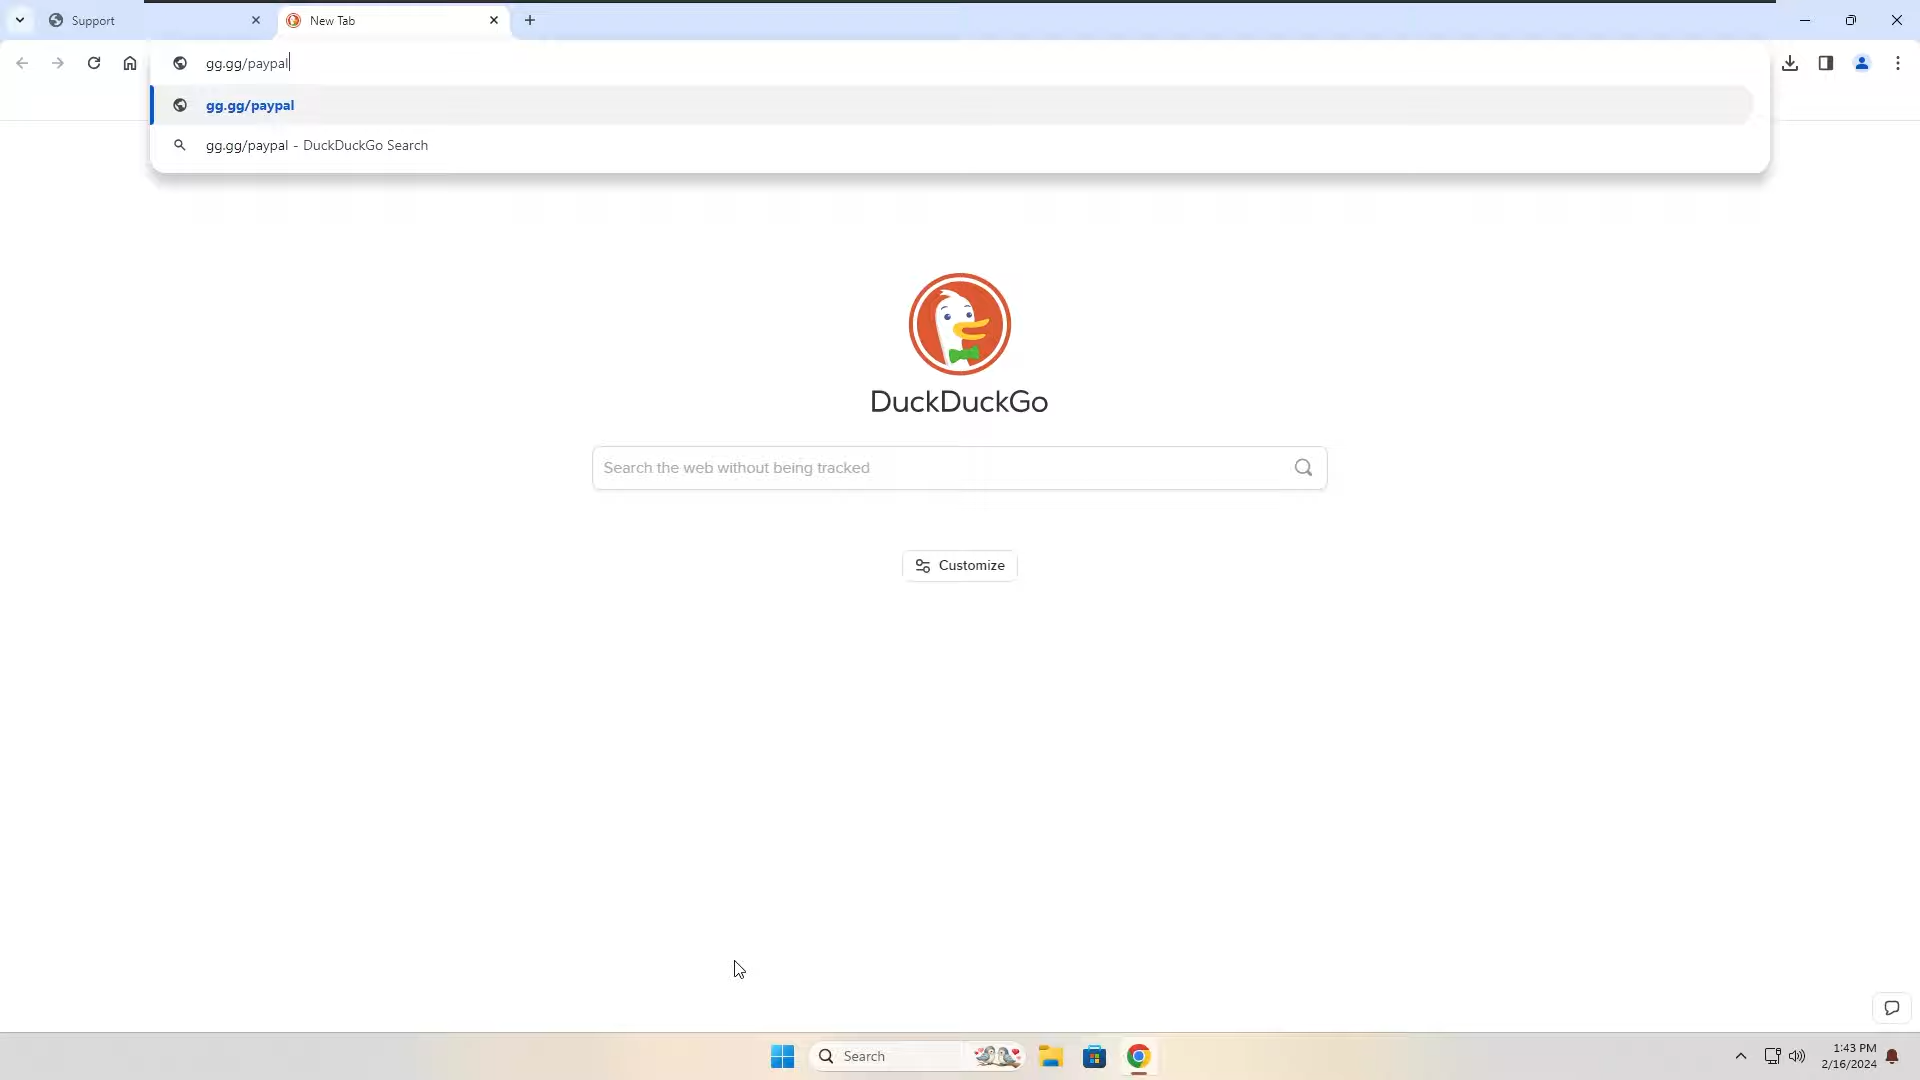 Support
New Tab
gg.gg/paypal
gg.gg/paypal
gg.gg/paypal - DuckDuckGo Search
DuckDuckGo
Search the web without being tracked
Customize
Search
1:43 PM
2/16/2024